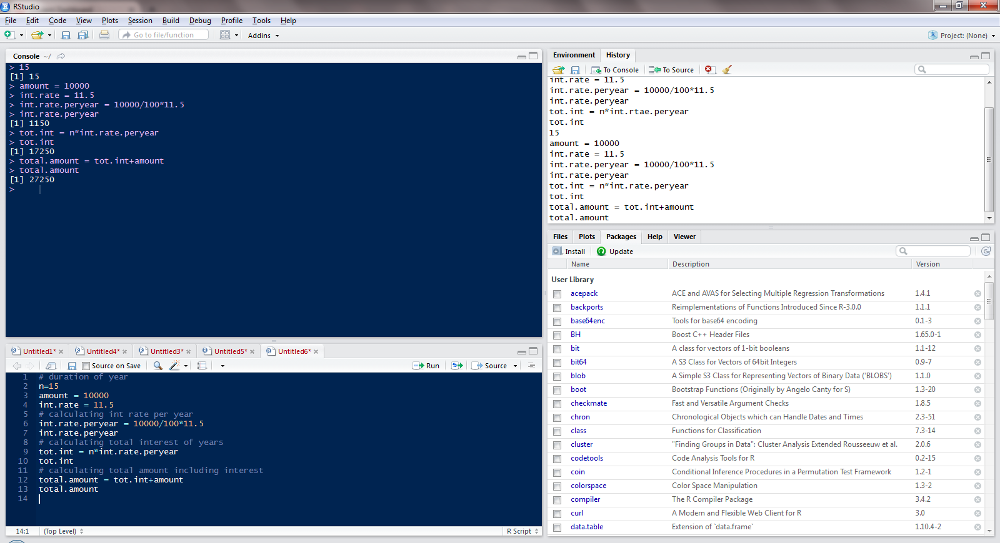 RStudio
File Edit Code View Plots Session Build Debug Profile Tools Help
Go to file/function Addins Project: (None)
Console ~/
> 15
[1] 15
> amount = 10000
> int.rate = 11.5
> int.rate.peryear = 10000/100*11.5
> int.rate.peryear
[1] 1150
> tot.int = n*int.rate.peryear
> tot.int
[1] 17250
> total.amount = tot.int+amount
> total.amount
[1] 27250
>
Untitled1* Untitled4* Untitled3* Untitled5* Untitled6*
Source on Save Run Source
1 # duration of year
2 n=15
3 amount = 10000
4 int.rate = 11.5
5 # calculating int rate per year
6 int.rate.peryear = 10000/100*11.5
7 int.rate.peryear
8 # calculating total interest of years
9 tot.int = n*int.rate.peryear
10 tot.int
11 # calculating total amount including interest
12 total.amount = tot.int+amount
13 total.amount
14
14:1 (Top Level) R Script
Environment History
To Console To Source
int.rate = 11.5
int.rate.peryear = 10000/100*11.5
int.rate.peryear
tot.int = n*int.rtae.peryear
tot.int
15
amount = 10000
int.rate = 11.5
int.rate.peryear = 10000/100*11.5
int.rate.peryear
tot.int = n*int.rate.peryear
tot.int
total.amount = tot.int+amount
total.amount
Files Plots Packages Help Viewer
Install Update
Name Description Version
User Library
acepack ACE and AVAS for Selecting Multiple Regression Transformations 1.4.1
backports Reimplementations of Functions Introduced Since R-3.0.0 1.1.1
base64enc Tools for base64 encoding 0.1-3
BH Boost C++ Header Files 1.65.0-1
bit A class for vectors of 1-bit booleans 1.1-12
bit64 A S3 Class for Vectors of 64bit Integers 0.9-7
blob A Simple S3 Class for Representing Vectors of Binary Data ('BLOBS') 1.1.0
boot Bootstrap Functions (Originally by Angelo Canty for S) 1.3-20
checkmate Fast and Versatile Argument Checks 1.8.5
chron Chronological Objects which can Handle Dates and Times 2.3-51
class Functions for Classification 7.3-14
cluster "Finding Groups in Data": Cluster Analysis Extended Rousseeuw et al. 2.0.6
codetools Code Analysis Tools for R 0.2-15
coin Conditional Inference Procedures in a Permutation Test Framework 1.2-1
colorspace Color Space Manipulation 1.3-2
compiler The R Compiler Package 3.4.2
curl A Modern and Flexible Web Client for R 3.0
data.table Extension of `data.frame` 1.10.4-2